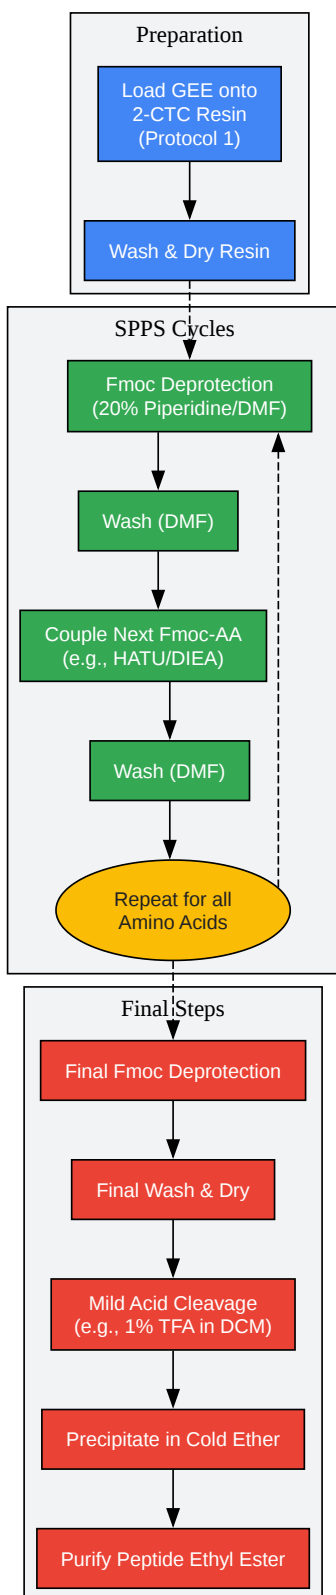 Preparation
Load GEE onto
2-CTC Resin
(Protocol 1)
Wash & Dry Resin
SPPS Cycles
Fmoc Deprotection
(20% Piperidine/DMF)
Wash (DMF)
Couple Next Fmoc-AA
(e.g., HATU/DIEA)
Wash (DMF)
Repeat for all
Amino Acids
Final Steps
Final Fmoc Deprotection
Final Wash & Dry
Mild Acid Cleavage
(e.g., 1% TFA in DCM)
Precipitate in Cold Ether
Purify Peptide Ethyl Ester